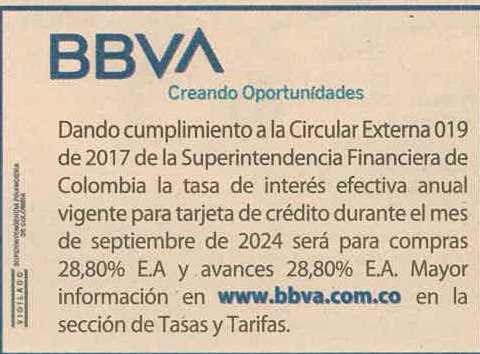 BBVA
Creando Oportunidades
Dando cumplimiento a la Circular Externa 019
de 2017 de la Superintendencia Financiera de
Colombia la tasa de interés efectiva anual
vigente para tarjeta de crédito durante el mes
de septiembre de 2024 será para compras
28,80% E.A y avances 28,80% E.A. Mayor
información en www.bbva.com.co en la
sección de Tasas y Tarifas.
VIGILADO
SUPERINTENDENCIA FINANCIERA
DE COLOMBIA